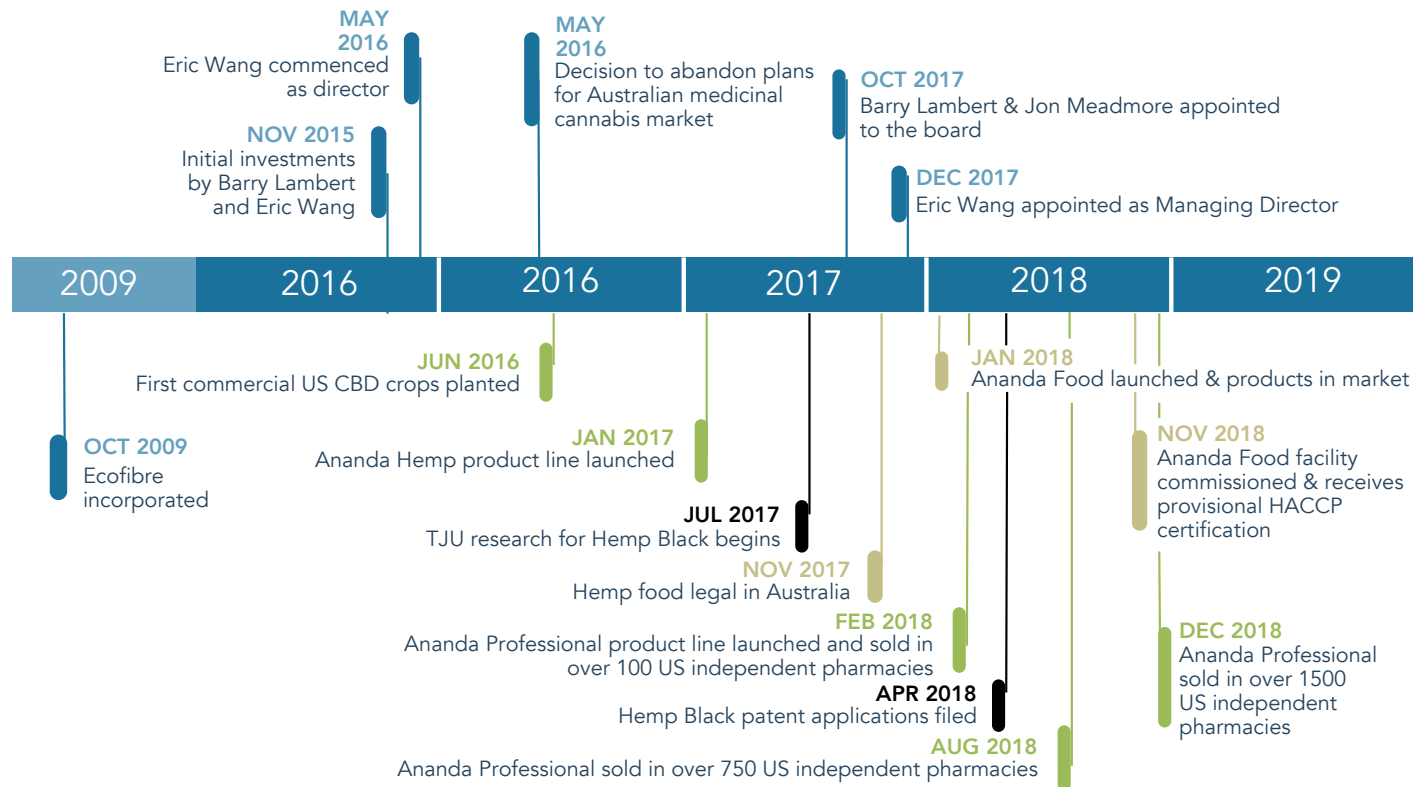 MAY
2016
Eric Wang commenced
as director
NOV 2015
Initial investments
by Barry Lambert
and Eric Wang
MAY
2016
Decision to abandon plans
for Australian medicinal
cannabis market
OCT 2017
Barry Lambert & Jon Meadmore appointed
to the board
DEC 2017
Eric Wang appointed as Managing Director
2009
2016
2016
2017
2018
2019
OCT 2009
Ecofibre
incorporated
JUN 2016
First commercial US CBD crops planted
JAN 2017
Ananda Hemp product line launched
JUL 2017
TJU research for Hemp Black begins
NOV 2017
Hemp food legal in Australia
JAN 2018
Ananda Food launched & products in market
FEB 2018
Ananda Professional product line launched and sold in
over 100 US independent pharmacies
APR 2018
Hemp Black patent applications filed
AUG 2018
Ananda Professional sold in over 750 US independent pharmacies
NOV 2018
Ananda Food facility
commissioned & receives
provisional HACCP
certification
DEC 2018
Ananda Professional
sold in over 1500
US independent
pharmacies